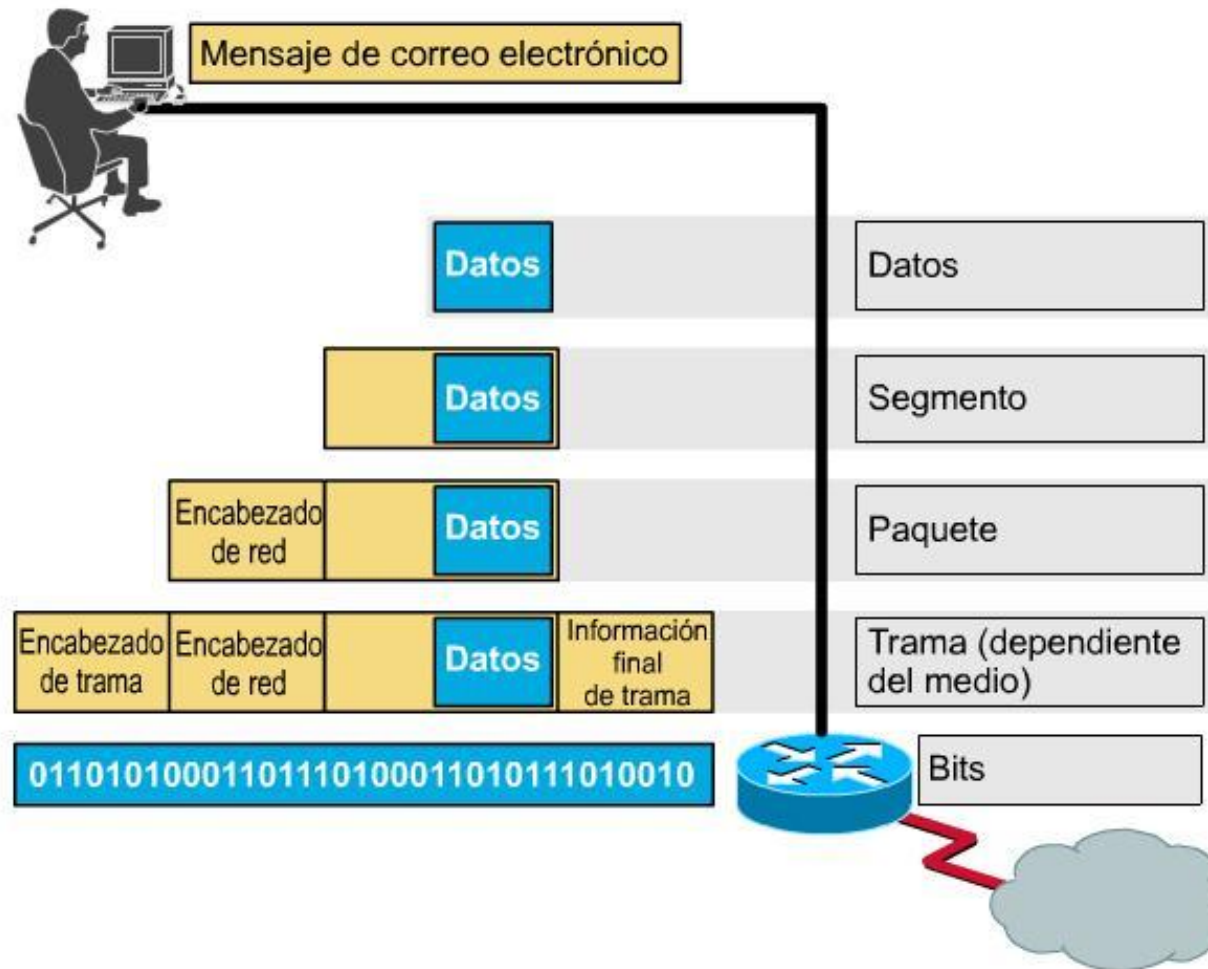 Mensaje de correo electrónico
Datos
Datos
Datos
Segmento
Encabezado
de red
Datos
Paquete
Encabezado
de trama
Encabezado
de red
Datos
Información
final
de trama
Trama (dependiente
del medio)
0110101000110111010001101011101010010
Bits